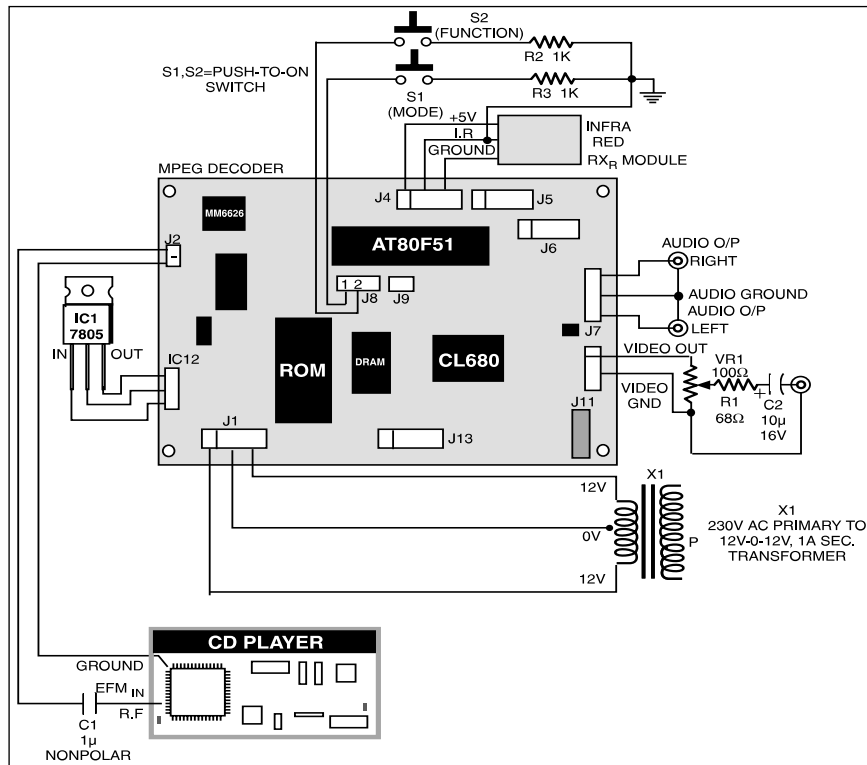 S2
(FUNCTION)
R2 1K
S1,S2=PUSH-TO-ON
SWITCH
R3 1K
S1
(MODE)
+5V
I.R
GROUND
INFRA
RED
RXR MODULE
MPEG DECODER
MM6626
J4
J5
J6
J2
-
AT80F51
AUDIO O/P
RIGHT
1 2
J8
J9
AUDIO GROUND
AUDIO O/P
LEFT
J7
IC1
7805
IN
OUT
IC12
ROM
DRAM
CL680
VIDEO OUT
VR1
100Ω
VIDEO
GND
R1
68Ω
+
C2
10μ
16V
J1
J13
J11
12V
0V
12V
X1
P
X1
230V AC PRIMARY TO
12V-0-12V, 1A SEC.
TRANSFORMER
CD PLAYER
GROUND
EFM IN
R.F
C1
1μ
NONPOLAR